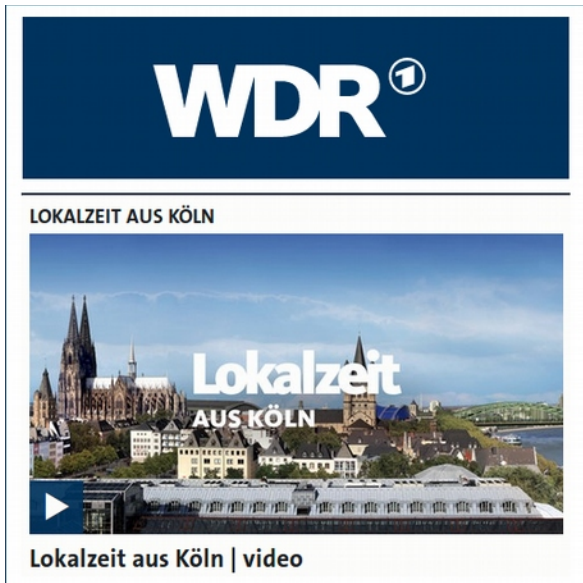 WDR
LOKALZEIT AUS KÖLN
Lokalzeit
AUS KÖLN
Lokalzeit aus Köln | video